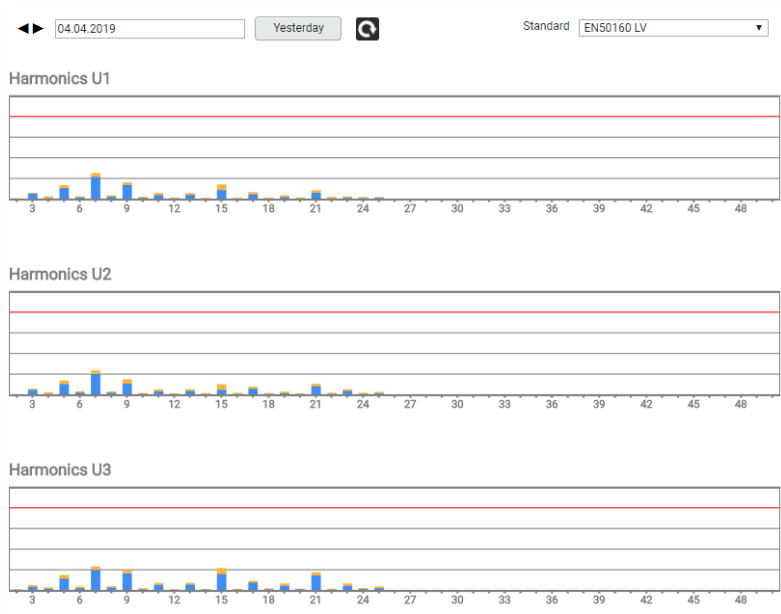 ◀▶ 04.04.2019 Yesterday Standard EN50160 LV ▼
Harmonics U1
3 6 9 12 15 18 21 24 27 30 33 36 39 42 45 48
Harmonics U2
3 6 9 12 15 18 21 24 27 30 33 36 39 42 45 48
Harmonics U3
3 6 9 12 15 18 21 24 27 30 33 36 39 42 45 48